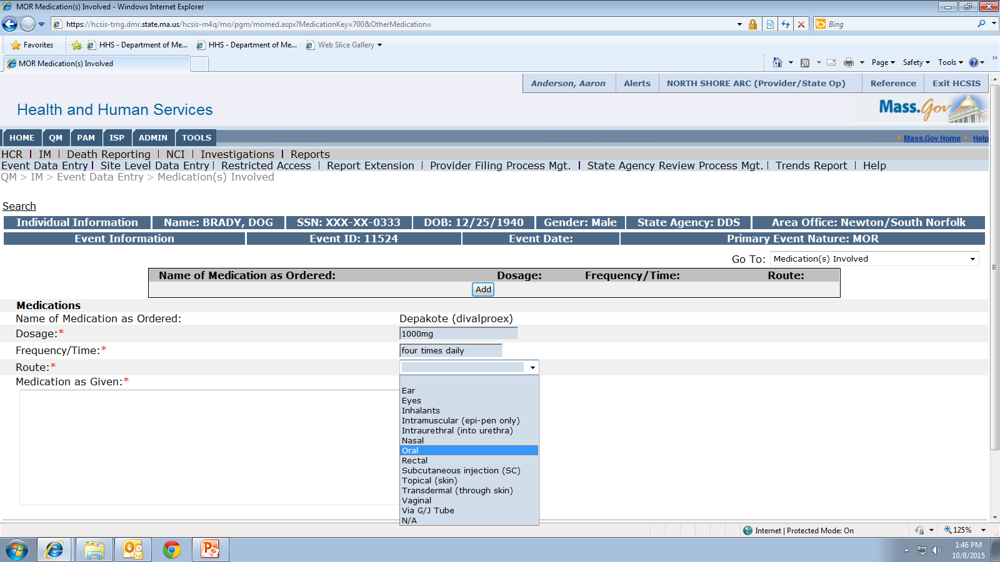 MOR Medication(s) Involved - Windows Internet Explorer
https://hcsis-trng.dmr.state.ma.us/hcsis-m4q/mo/pgm/momed.aspx?MedicationKey=700&OtherMedication=
Bing
Favorites
HHS - Department of Me...
HHS - Department of Me...
Web Slice Gallery
MOR Medication(s) Involved
Page
Safety
Tools
Anderson, Aaron
Alerts
NORTH SHORE ARC (Provider/State Op)
Reference
Exit HCSIS
Health and Human Services
Mass.Gov
HOME QM PAM ISP ADMIN TOOLS
Mass.Gov Home Help
HCR | IM | Death Reporting | NCI | Investigations | Reports
Event Data Entry | Site Level Data Entry | Restricted Access | Report Extension | Provider Filing Process Mgt. | State Agency Review Process Mgt. | Trends Report | Help
QM > IM > Event Data Entry > Medication(s) Involved
Search
Individual Information Name: BRADY, DOG SSN: XXX-XX-0333 DOB: 12/25/1940 Gender: Male State Agency: DDS Area Office: Newton/South Norfolk
Event Information Event ID: 11524 Event Date: Primary Event Nature: MOR
Go To: Medication(s) Involved
Name of Medication as Ordered: Dosage: Frequency/Time: Route:
Add
Medications
Name of Medication as Ordered: Depakote (divalproex)
Dosage:* 1000mg
Frequency/Time:* four times daily
Route:*
Medication as Given:*
Ear
Eyes
Inhalants
Intramuscular (epi-pen only)
Intraurethral (into urethra)
Nasal
Oral
Rectal
Subcutaneous injection (SC)
Topical (skin)
Transdermal (through skin)
Vaginal
Via G/J Tube
N/A
Internet | Protected Mode: On
125%
1:46 PM
10/8/2015